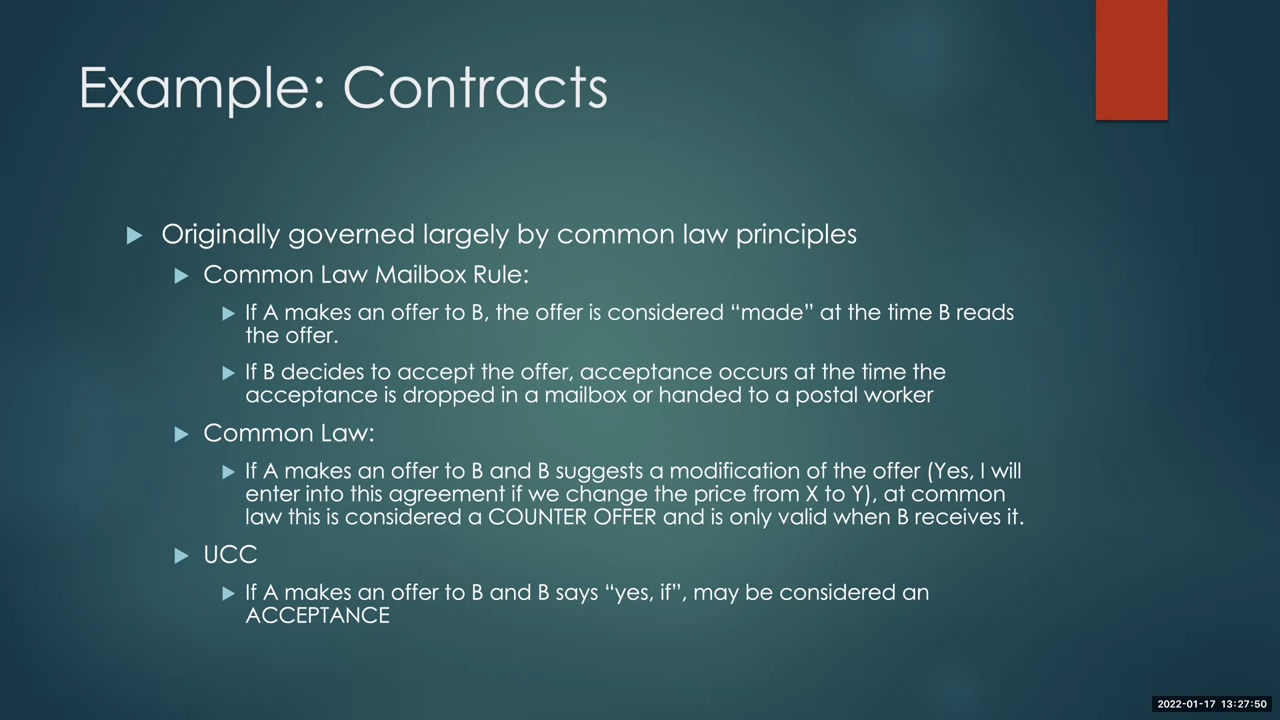 Example: Contracts
Originally governed largely by common law principles
Common Law Mailbox Rule:
If A makes an offer to B, the offer is considered “made” at the time B reads
the offer.
If B decides to accept the offer, acceptance occurs at the time the
acceptance is dropped in a mailbox or handed to a postal worker
Common Law:
If A makes an offer to B and B suggests a modification of the offer (Yes, I will
enter into this agreement if we change the price from X to Y), at common
law this is considered a COUNTER OFFER and is only valid when B receives it.
UCC
If A makes an offer to B and B says “yes, if”, may be considered an
ACCEPTANCE
2022-01-17 13:27:50